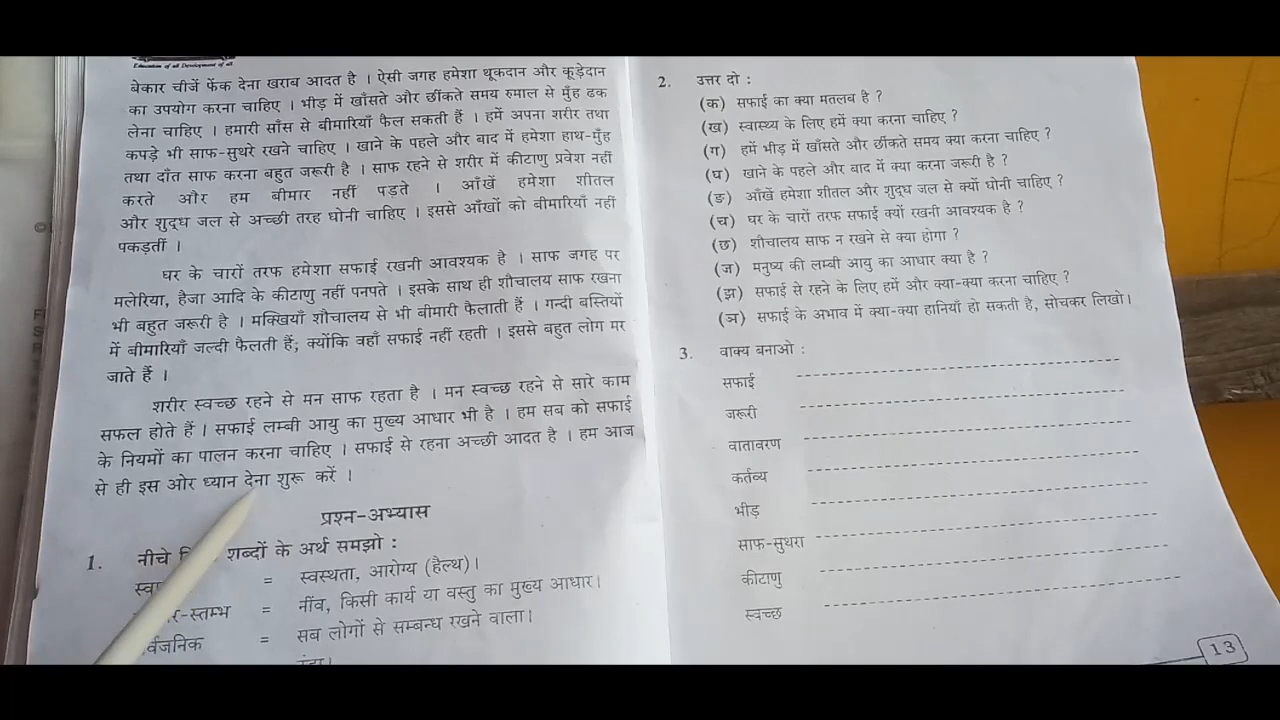 Education of all Development of all
बेकार चीजें फेंक देना खराब आदत है । ऐसी जगह हमेशा थूकदान और कूड़ेदान
का उपयोग करना चाहिए । भीड़ में खाँसते और छींकते समय रुमाल से मुँह ढक
लेना चाहिए । हमारी साँस से बीमारियाँ फैल सकती हैं । हमें अपना शरीर तथा
कपड़े भी साफ-सुथरे रखने चाहिए । खाने के पहले और बाद में हमेशा हाथ-मुँह
तथा दाँत साफ करना बहुत जरूरी है । साफ रहने से शरीर में कीटाणु प्रवेश नहीं
करते और हम बीमार नहीं पड़ते । आँखें हमेशा शीतल
और शुद्ध जल से अच्छी तरह धोनी चाहिए । इससे आँखों को बीमारियाँ नहीं
पकड़तीं ।
घर के चारों तरफ हमेशा सफाई रखनी आवश्यक है । साफ जगह पर
मलेरिया, हैजा आदि के कीटाणु नहीं पनपते । इसके साथ ही शौचालय साफ रखना
भी बहुत जरूरी है । मक्खियाँ शौचालय से भी बीमारी फैलाती हैं । गन्दी बस्तियों
में बीमारियाँ जल्दी फैलती हैं; क्योंकि वहाँ सफाई नहीं रहती । इससे बहुत लोग मर
जाते हैं ।
शरीर स्वच्छ रहने से मन साफ रहता है । मन स्वच्छ रहने से सारे काम
सफल होते हैं । सफाई लम्बी आयु का मुख्य आधार भी है । हम सब को सफाई
के नियमों का पालन करना चाहिए । सफाई से रहना अच्छी आदत है । हम आज
से ही इस ओर ध्यान देना शुरू करें ।
प्रश्न-अभ्यास
1. नीचे शब्दों के अर्थ समझो :
= स्वस्थता, आरोग्य (हैल्थ)।
र-स्तम्भ = नींव, किसी कार्य या वस्तु का मुख्य आधार।
र्वजनिक = सब लोगों से सम्बन्ध रखने वाला।
2. उत्तर दो :
(क) सफाई का क्या मतलब है ?
(ख) स्वास्थ्य के लिए हमें क्या करना चाहिए ?
(ग) हमें भीड़ में खाँसते और छींकते समय क्या करना चाहिए ?
(घ) खाने के पहले और बाद में क्या करना जरूरी है ?
(ङ) आँखें हमेशा शीतल और शुद्ध जल से क्यों धोनी चाहिए ?
(च) घर के चारों तरफ सफाई क्यों रखनी आवश्यक है ?
(छ) शौचालय साफ न रखने से क्या होगा ?
(ज) मनुष्य की लम्बी आयु का आधार क्या है ?
(झ) सफाई से रहने के लिए हमें और क्या-क्या करना चाहिए ?
(ञ) सफाई के अभाव में क्या-क्या हानियाँ हो सकती है, सोचकर लिखो।
3. वाक्य बनाओ :
सफाई
जरूरी
वातावरण
कर्तव्य
भीड़
साफ-सुथरा
कीटाणु
स्वच्छ
13